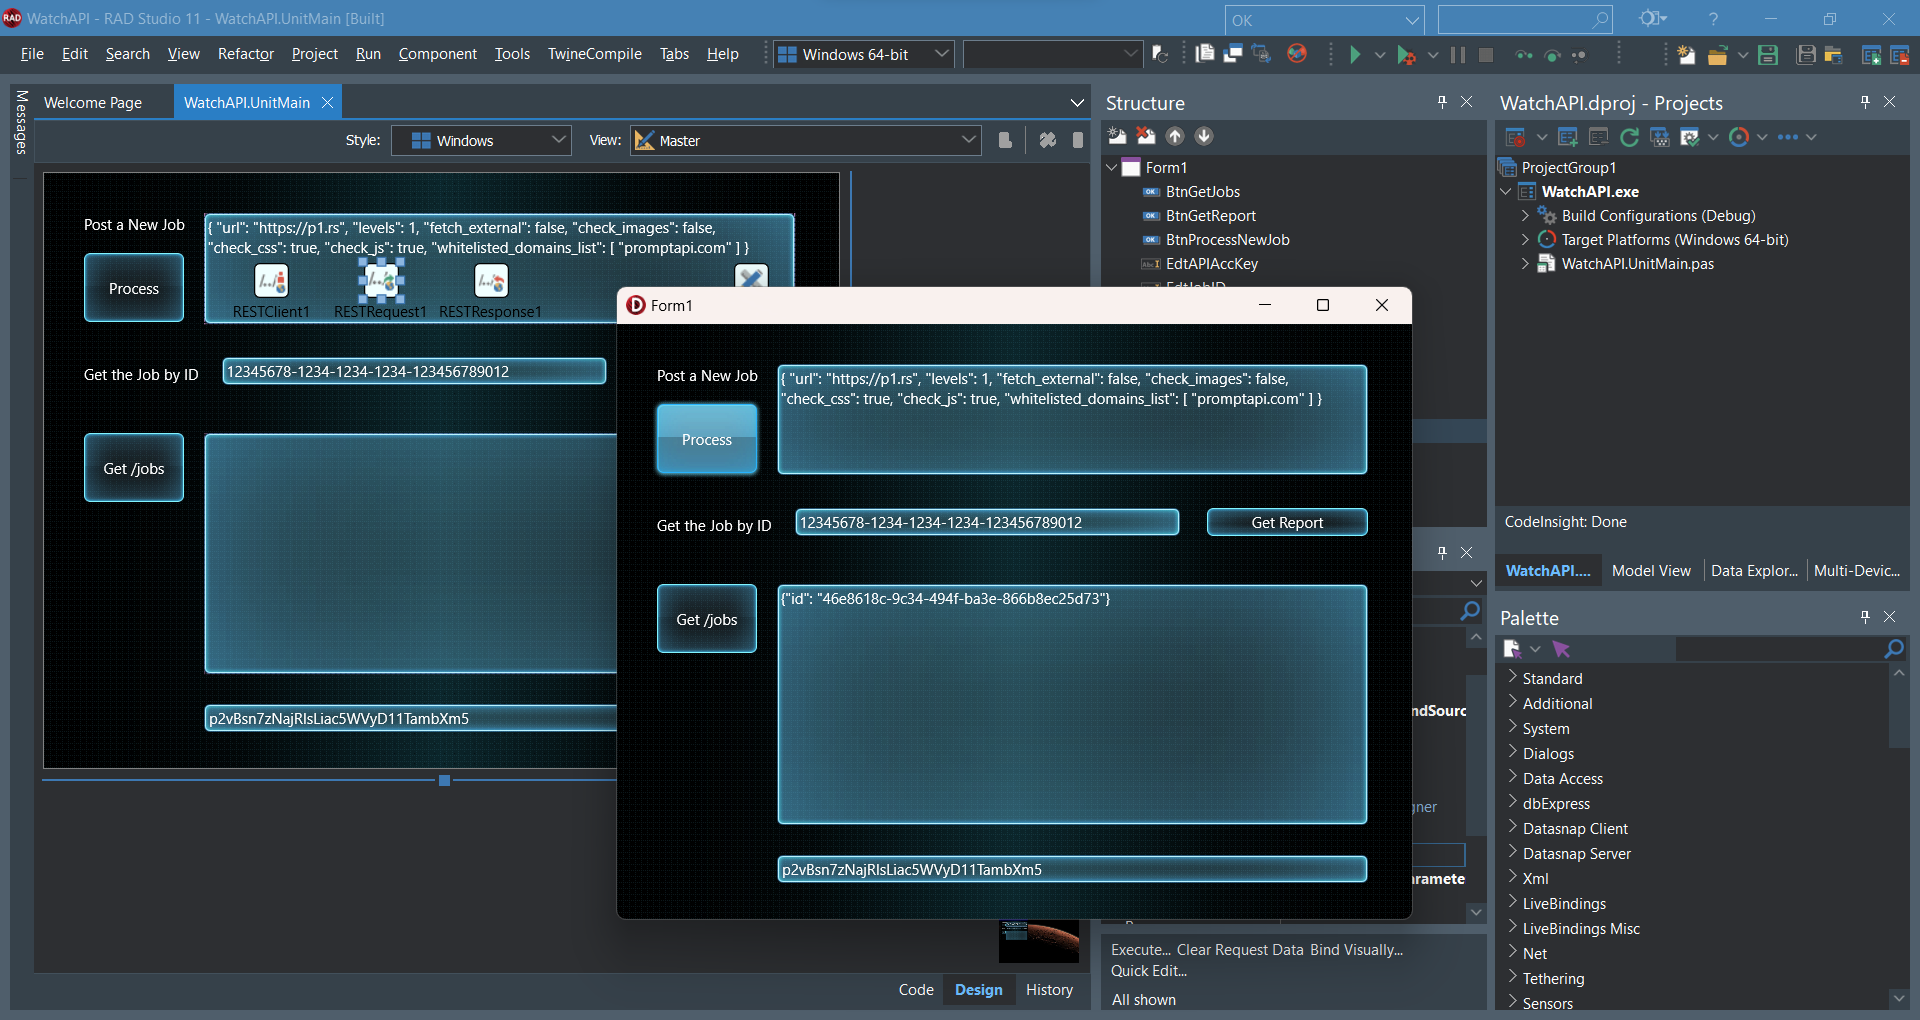 WatchAPI - RAD Studio 11 - WatchAPI.UnitMain [Built]
OK
?
File Edit Search View Refactor Project Run Component Tools TwineCompile Tabs Help
Windows 64-bit
Messages
Welcome Page
WatchAPI.UnitMain
Style:
Windows
View:
Master
Post a New Job
{ "url": "https://p1.rs", "levels": 1, "fetch_external": false, "check_images": false,
"check_css": true, "check_js": true, "whitelisted_domains_list": [ "promptapi.com" ] }
Process
RESTClient1
RESTRequest1
RESTResponse1
Get the Job by ID
12345678-1234-1234-1234-123456789012
Get /jobs
p2vBsn7zNajRlsLiac5WVyD11TambXm5
Form1
Post a New Job
{ "url": "https://p1.rs", "levels": 1, "fetch_external": false, "check_images": false,
"check_css": true, "check_js": true, "whitelisted_domains_list": [ "promptapi.com" ] }
Process
Get the Job by ID
12345678-1234-1234-1234-123456789012
Get Report
Get /jobs
{"id": "46e8618c-9c34-494f-ba3e-866b8ec25d73"}
p2vBsn7zNajRlsLiac5WVyD11TambXm5
Code
Design
History
Structure
Form1
BtnGetJobs
BtnGetReport
BtnProcessNewJob
EdtAPIAccKey
EdtJobID
ndSourc
gner
aramete
Execute... Clear Request Data Bind Visually...
Quick Edit...
All shown
WatchAPI.dproj - Projects
ProjectGroup1
WatchAPI.exe
Build Configurations (Debug)
Target Platforms (Windows 64-bit)
WatchAPI.UnitMain.pas
CodeInsight: Done
WatchAPI....
Model View
Data Explor...
Multi-Devic...
Palette
Standard
Additional
System
Dialogs
Data Access
dbExpress
Datasnap Client
Datasnap Server
Xml
LiveBindings
LiveBindings Misc
Net
Tethering
Sensors